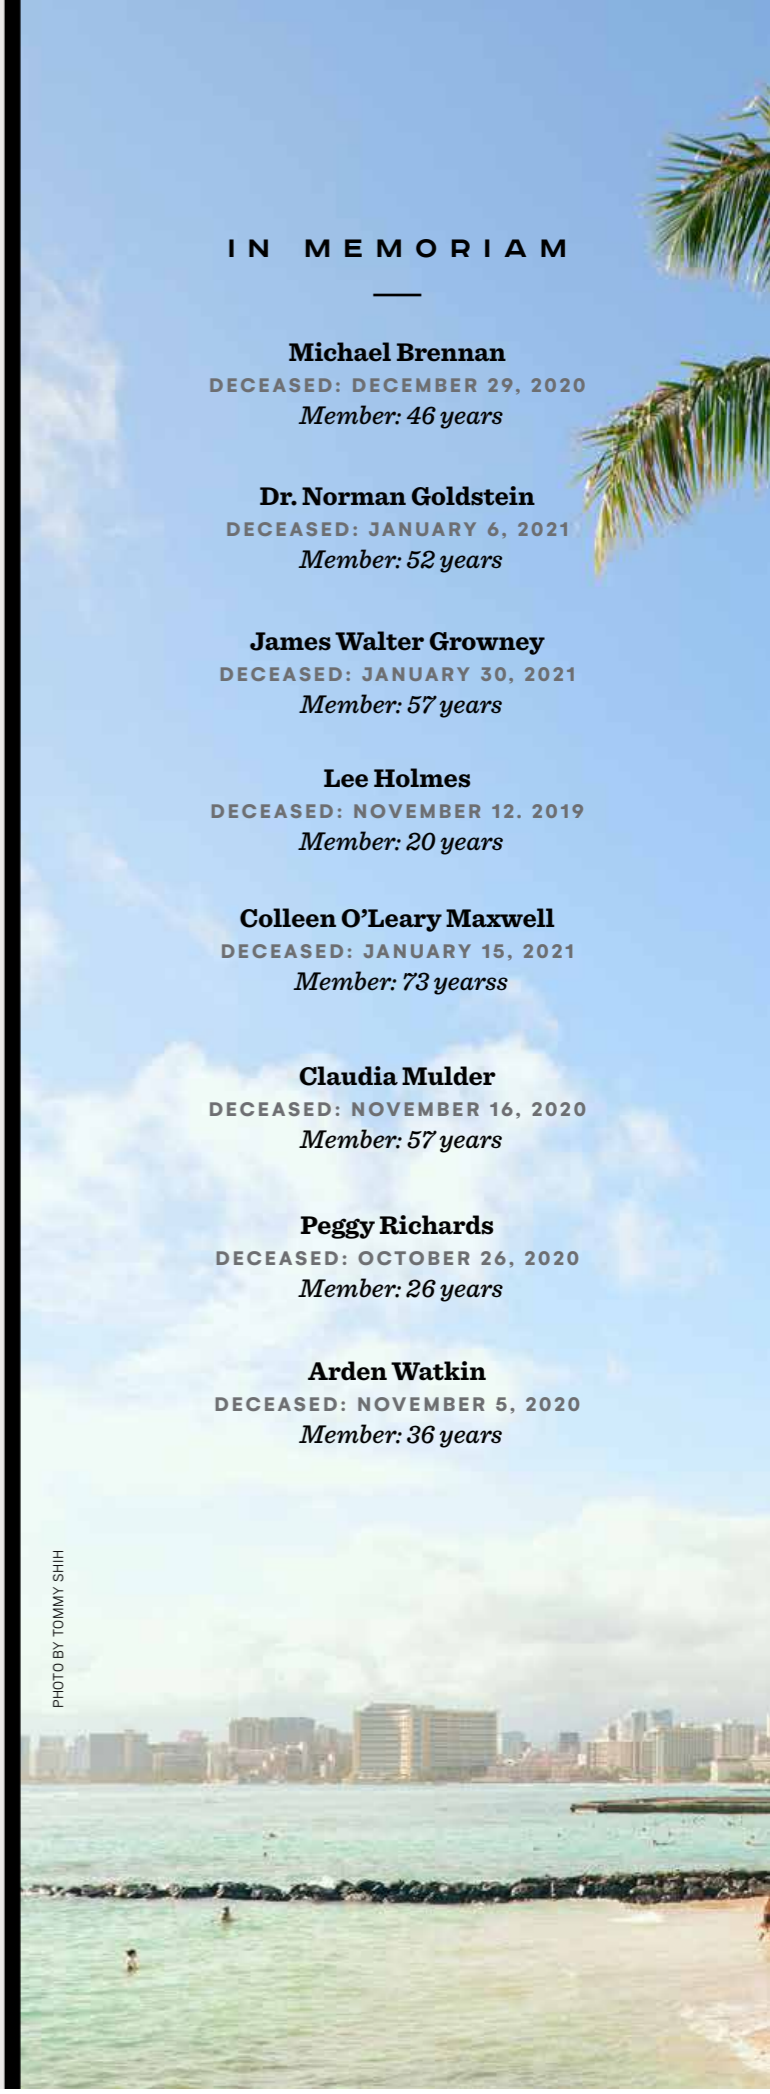 IN MEMORIAM
Michael Brennan
DECEASED: DECEMBER 29, 2020
Member: 46 years
Dr. Norman Goldstein
DECEASED: JANUARY 6, 2021
Member: 52 years
James Walter Growney
DECEASED: JANUARY 30, 2021
Member: 57 years
Lee Holmes
DECEASED: NOVEMBER 12. 2019
Member: 20 years
Colleen O’Leary Maxwell
DECEASED: JANUARY 15, 2021
Member: 73 yearss
Claudia Mulder
DECEASED: NOVEMBER 16, 2020
Member: 57 years
Peggy Richards
DECEASED: OCTOBER 26, 2020
Member: 26 years
Arden Watkin
DECEASED: NOVEMBER 5, 2020
Member: 36 years
PHOTO BY TOMMY SHIH